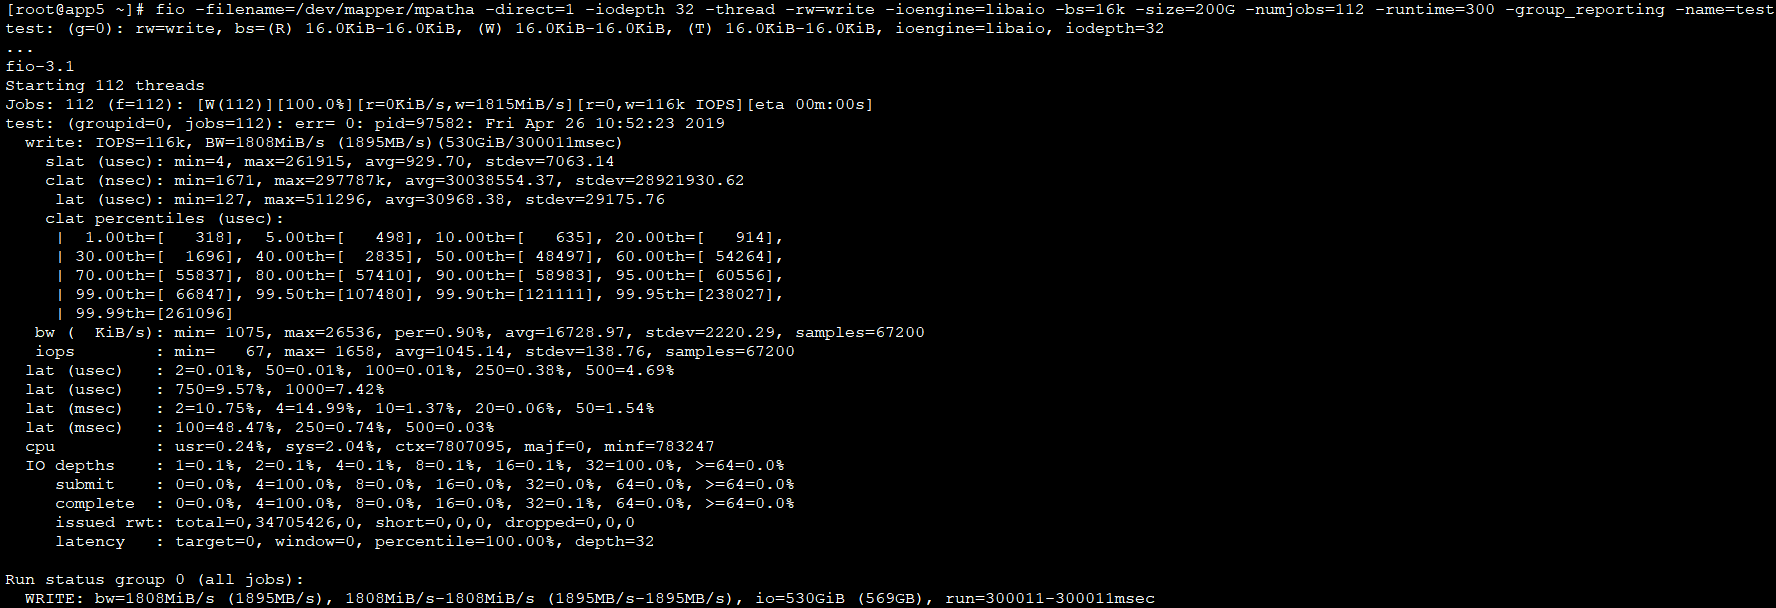 [root@app5 ~]# fio -filename=/dev/mapper/mpatha -direct=1 -iodepth 32 -thread -rw=write -ioengine=libaio -bs=16k -size=200G -numjobs=112 -runtime=300 -group_reporting -name=test
test: (g=0): rw=write, bs=(R) 16.0KiB-16.0KiB, (W) 16.0KiB-16.0KiB, (T) 16.0KiB-16.0KiB, ioengine=libaio, iodepth=32
...
fio-3.1
Starting 112 threads
Jobs: 112 (f=112): [W(112)][100.0%][r=0KiB/s,w=1815MiB/s][r=0,w=116k IOPS][eta 00m:00s]
test: (groupid=0, jobs=112): err= 0: pid=97582: Fri Apr 26 10:52:23 2019
  write: IOPS=116k, BW=1808MiB/s (1895MB/s)(530GiB/300011msec)
    slat (usec): min=4, max=261915, avg=929.70, stdev=7063.14
    clat (nsec): min=1671, max=297787k, avg=30038554.37, stdev=28921930.62
     lat (usec): min=127, max=511296, avg=30968.38, stdev=29175.76
    clat percentiles (usec):
     |  1.00th=[   318],  5.00th=[   498], 10.00th=[   635], 20.00th=[   914],
     | 30.00th=[  1696], 40.00th=[  2835], 50.00th=[ 48497], 60.00th=[ 54264],
     | 70.00th=[ 55837], 80.00th=[ 57410], 90.00th=[ 58983], 95.00th=[ 60556],
     | 99.00th=[ 66847], 99.50th=[107480], 99.90th=[121111], 99.95th=[238027],
     | 99.99th=[261096]
   bw (  KiB/s): min= 1075, max=26536, per=0.90%, avg=16728.97, stdev=2220.29, samples=67200
   iops        : min=   67, max= 1658, avg=1045.14, stdev=138.76, samples=67200
  lat (usec)   : 2=0.01%, 50=0.01%, 100=0.01%, 250=0.38%, 500=4.69%
  lat (usec)   : 750=9.57%, 1000=7.42%
  lat (msec)   : 2=10.75%, 4=14.99%, 10=1.37%, 20=0.06%, 50=1.54%
  lat (msec)   : 100=48.47%, 250=0.74%, 500=0.03%
  cpu          : usr=0.24%, sys=2.04%, ctx=7807095, majf=0, minf=783247
  IO depths    : 1=0.1%, 2=0.1%, 4=0.1%, 8=0.1%, 16=0.1%, 32=100.0%, >=64=0.0%
     submit    : 0=0.0%, 4=100.0%, 8=0.0%, 16=0.0%, 32=0.0%, 64=0.0%, >=64=0.0%
     complete  : 0=0.0%, 4=100.0%, 8=0.0%, 16=0.0%, 32=0.1%, 64=0.0%, >=64=0.0%
     issued rwt: total=0,34705426,0, short=0,0,0, dropped=0,0,0
     latency   : target=0, window=0, percentile=100.00%, depth=32

Run status group 0 (all jobs):
  WRITE: bw=1808MiB/s (1895MB/s), 1808MiB/s-1808MiB/s (1895MB/s-1895MB/s), io=530GiB (569GB), run=300011-300011msec